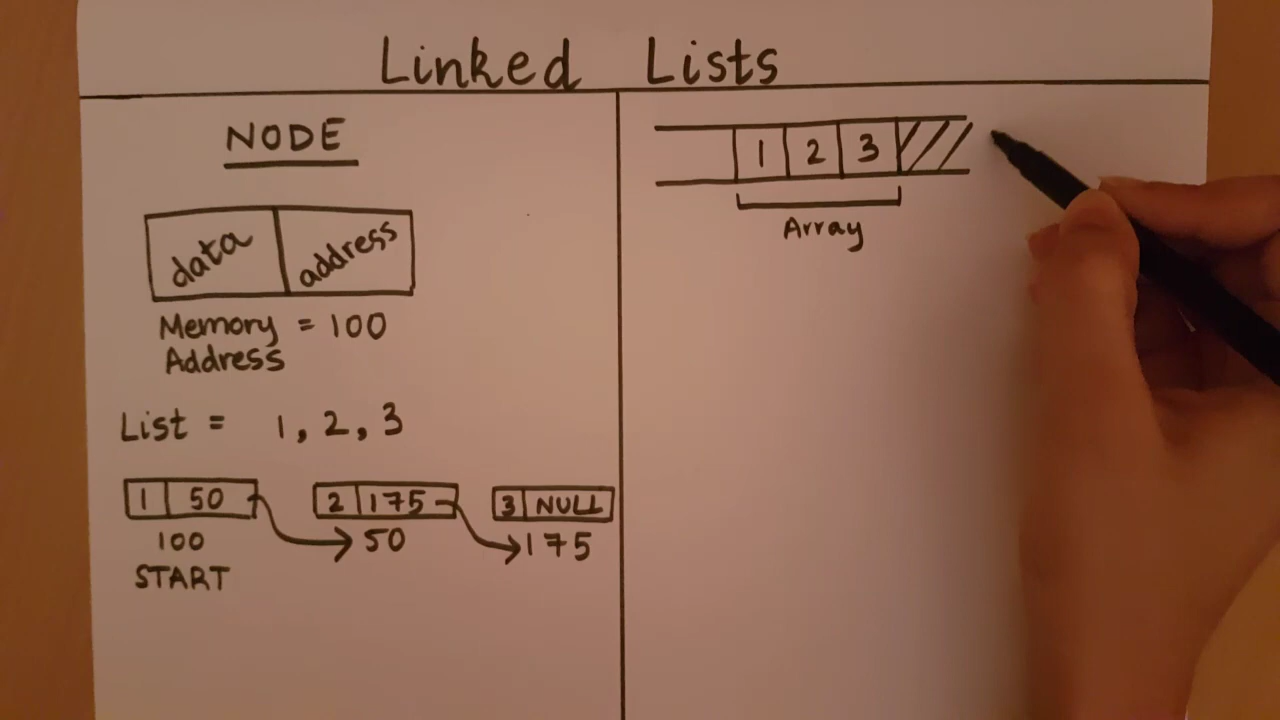 Linked Lists
NODE
data address
Memory = 100
Address
List = 1, 2, 3
1 50 2 175 3 NULL
100 50 175
START
1 2 3
Array